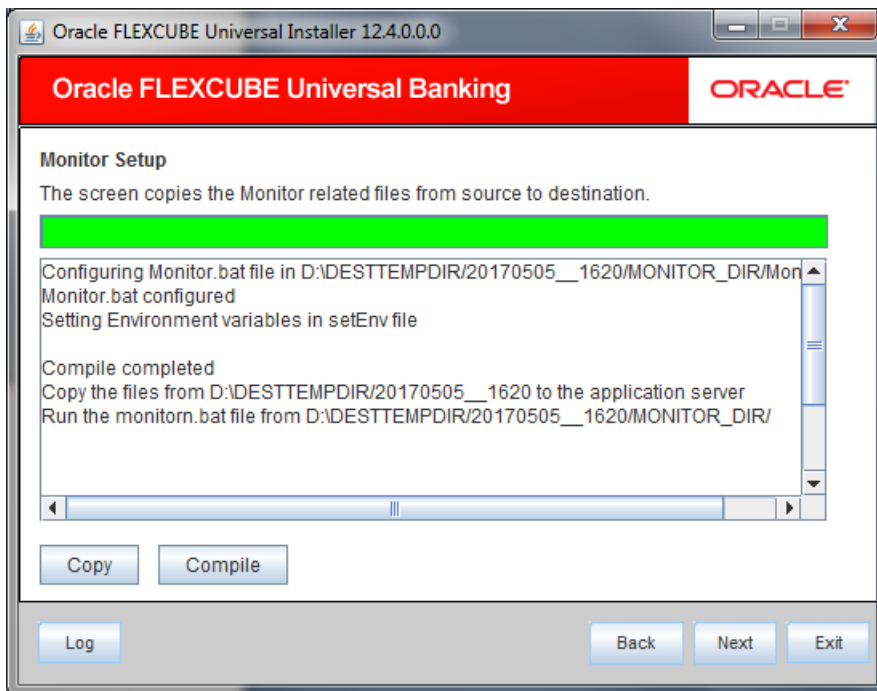 Oracle FLEXCUBE Universal Installer 12.4.0.0.0
Oracle FLEXCUBE Universal Banking
ORACLE
Monitor Setup
The screen copies the Monitor related files from source to destination.
Configuring Monitor.bat file in D:\DESTTEMPDIR/20170505__1620/MONITOR_DIR/Mon
Monitor.bat configured
Setting Environment variables in setEnv file
Compile completed
Copy the files from D:\DESTTEMPDIR/20170505__1620 to the application server
Run the monitorn.bat file from D:\DESTTEMPDIR/20170505__1620/MONITOR_DIR/
Copy Compile
Log Back Next Exit